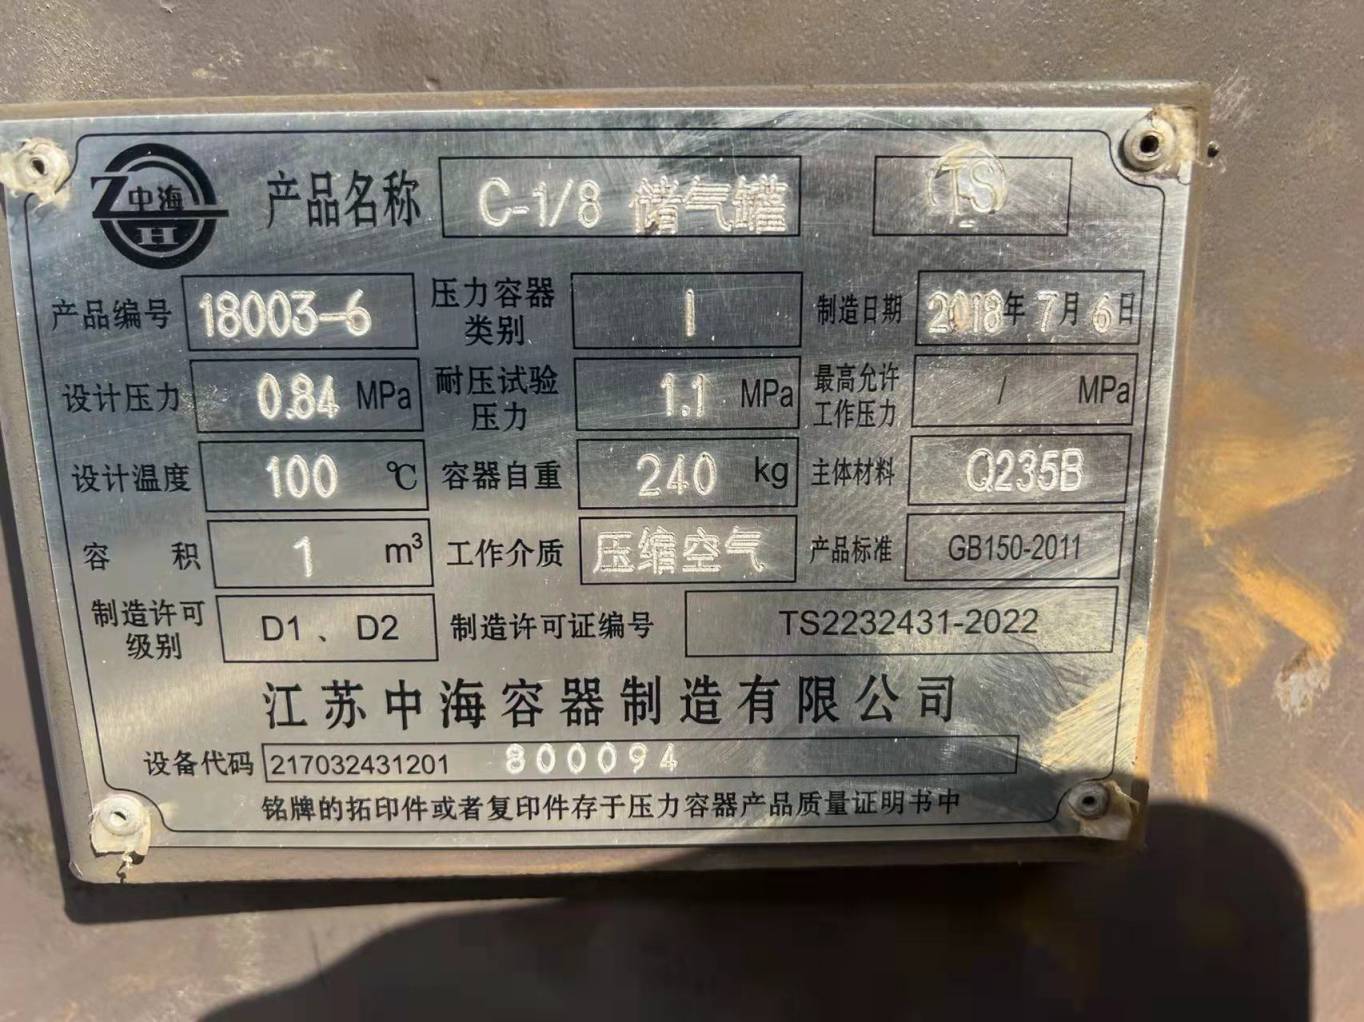 中海
H
产品名称 C-1/8 储气罐 TS
产品编号 18003-6 压力容器类别 I 制造日期 2018年7月6日
设计压力 0.84 MPa 耐压试验压力 1.1 MPa 最高允许工作压力 / MPa
设计温度 100 ℃ 容器自重 240 kg 主体材料 Q235B
容 积 1 m³ 工作介质 压缩空气 产品标准 GB150-2011
制造许可级别 D1、D2 制造许可证编号 TS2232431-2022
江苏中海容器制造有限公司
设备代码 217032431201 800094
铭牌的拓印件或者复印件存于压力容器产品质量证明书中